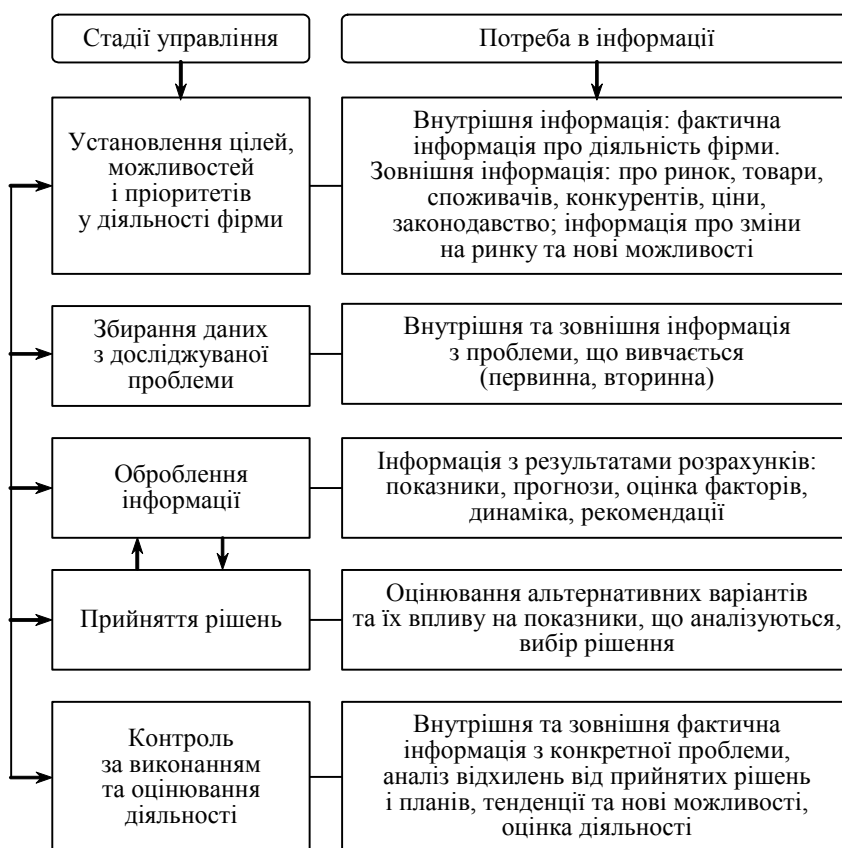 Стадії управління
Потреба в інформації
Установлення цілей,
можливостей
і пріоритетів
у діяльності фірми
Внутрішня інформація: фактична
інформація про діяльність фірми.
Зовнішня інформація: про ринок, товари,
споживачів, конкурентів, ціни,
законодавство; інформація про зміни
на ринку та нові можливості
Збирання даних
з досліджуваної
проблеми
Внутрішня та зовнішня інформація
з проблеми, що вивчається
(первинна, вторинна)
Оброблення
інформації
Інформація з результатами розрахунків:
показники, прогнози, оцінка факторів,
динаміка, рекомендації
Прийняття рішень
Оцінювання альтернативних варіантів
та їх впливу на показники, що аналізуються,
вибір рішення
Контроль
за виконанням
та оцінювання
діяльності
Внутрішня та зовнішня фактична
інформація з конкретної проблеми,
аналіз відхилень від прийнятих рішень
і планів, тенденції та нові можливості,
оцінка діяльності